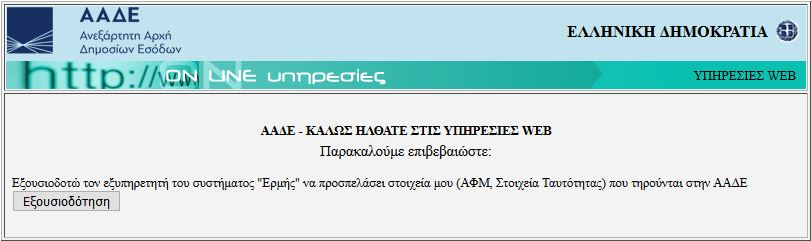 ΑΑΔΕ
Ανεξάρτητη Αρχή
Δημοσίων Εσόδων
ΕΛΛΗΝΙΚΗ ΔΗΜΟΚΡΑΤΙΑ
http://www
ON LINE υπηρεσίες
ΥΠΗΡΕΣΙΕΣ WEB
ΑΑΔΕ - ΚΑΛΩΣ ΗΛΘΑΤΕ ΣΤΙΣ ΥΠΗΡΕΣΙΕΣ WEB
Παρακαλούμε επιβεβαιώστε:
Εξουσιοδοτώ τον εξυπηρετητή του συστήματος "Ερμής" να προσπελάσει στοιχεία μου (ΑΦΜ, Στοιχεία Ταυτότητας) που τηρούνται στην ΑΑΔΕ
Εξουσιοδότηση